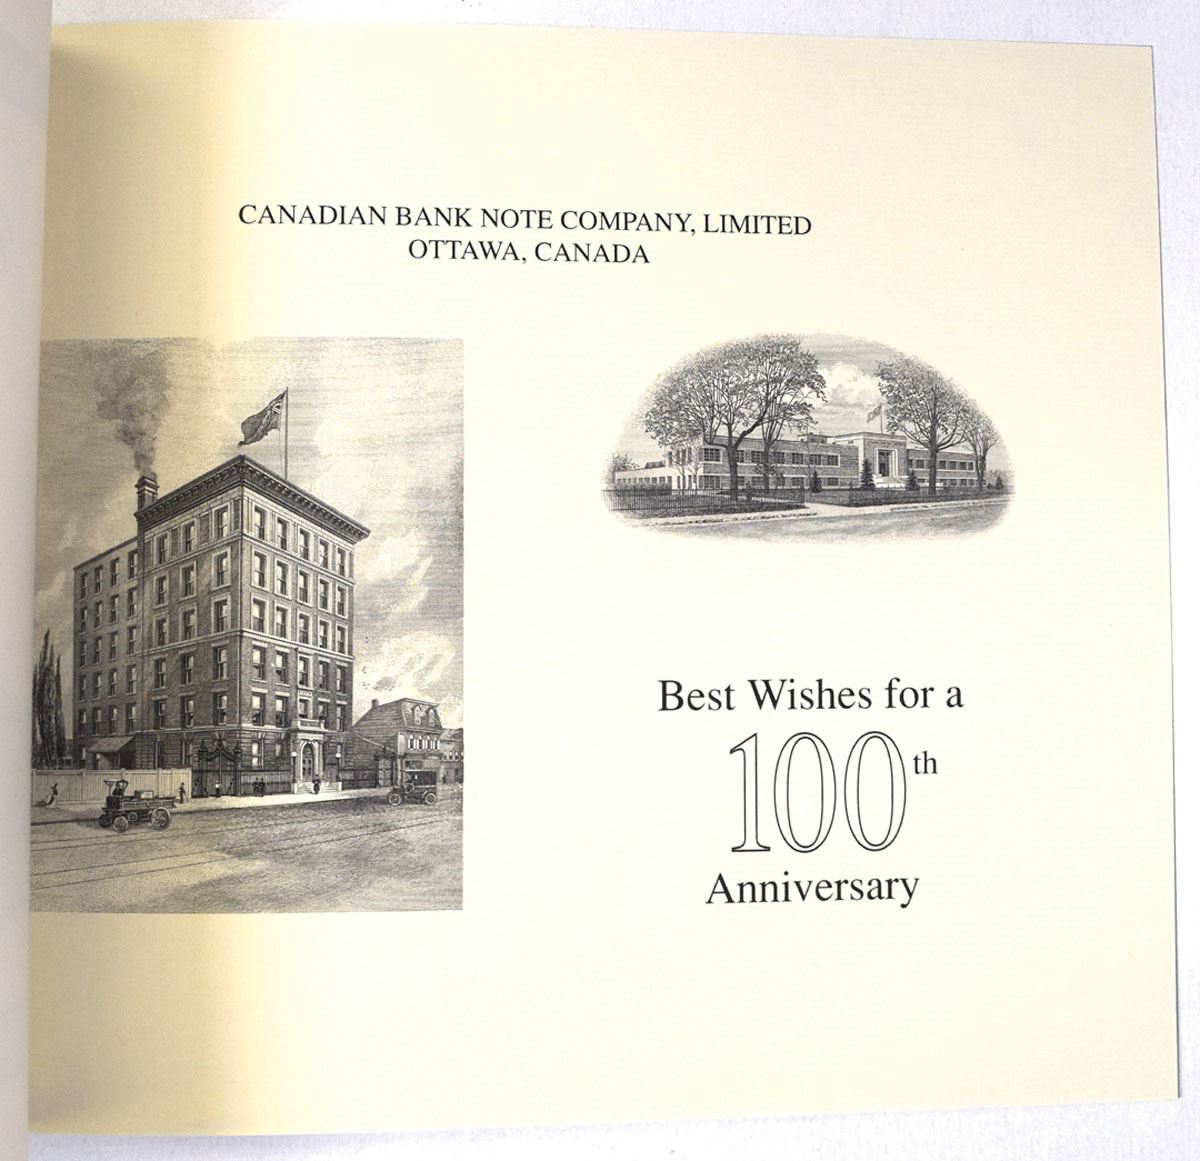 CANADIAN BANK NOTE COMPANY, LIMITED
OTTAWA, CANADA
Best Wishes for a
100th
Anniversary